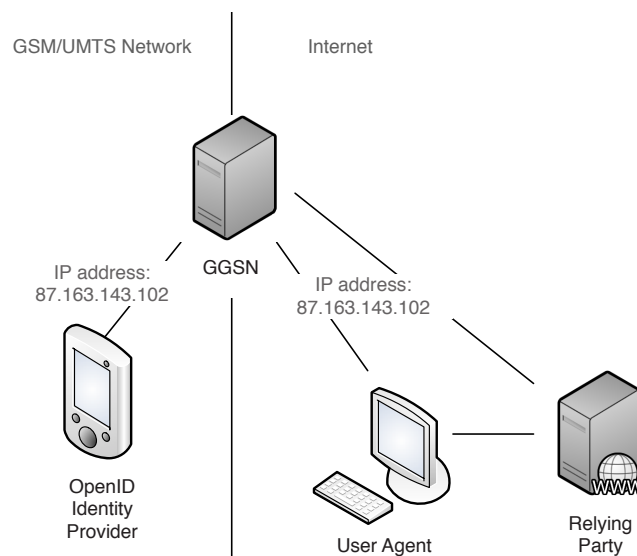 GSM/UMTS Network
Internet
GGSN
IP address:
87.163.143.102
IP address:
87.163.143.102
OpenID
Identity
Provider
User Agent
WWW
Relying
Party